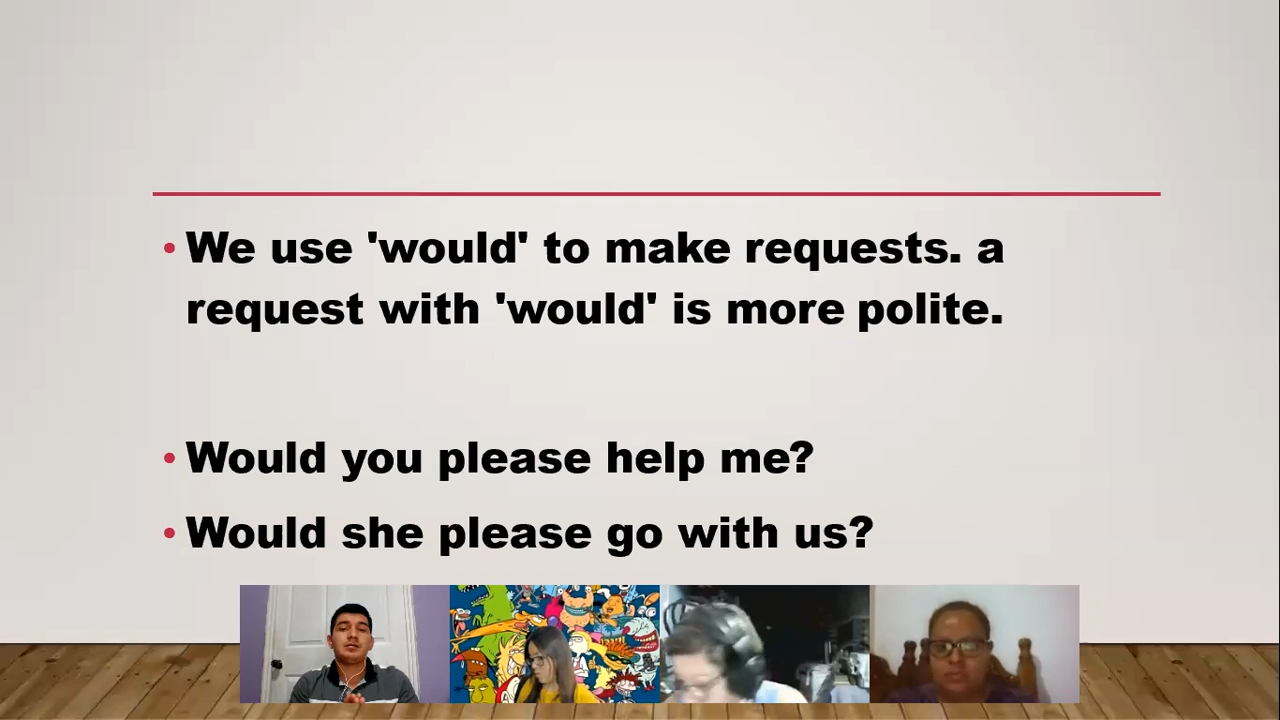 We use 'would' to make requests. a
request with 'would' is more polite.
Would you please help me?
Would she please go with us?